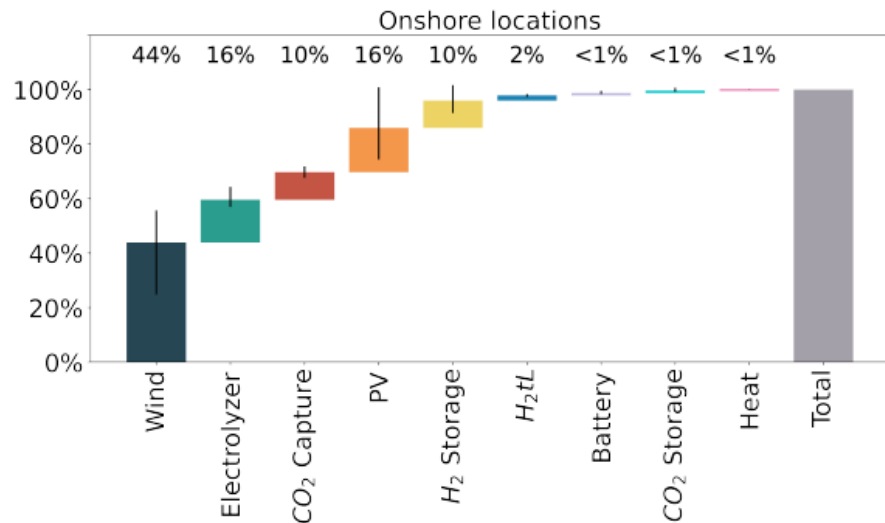 Onshore locations
44% 16% 10% 16% 10% 2% <1% <1% <1%
100%
80%
60%
40%
20%
0%
Wind
Electrolyzer
CO₂ Capture
PV
H₂ Storage
H₂tL
Battery
CO₂ Storage
Heat
Total